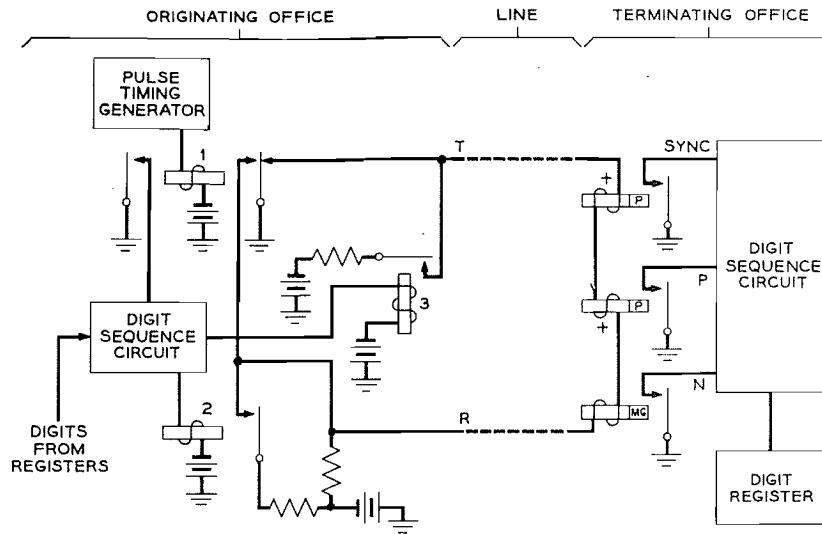 ORIGINATING OFFICE
LINE
TERMINATING OFFICE
PULSE
TIMING
GENERATOR
1
T
SYNC
+
P
3
DIGIT
SEQUENCE
CIRCUIT
P
P
+
DIGIT
SEQUENCE
CIRCUIT
2
N
MG
R
DIGITS
FROM
REGISTERS
DIGIT
REGISTER